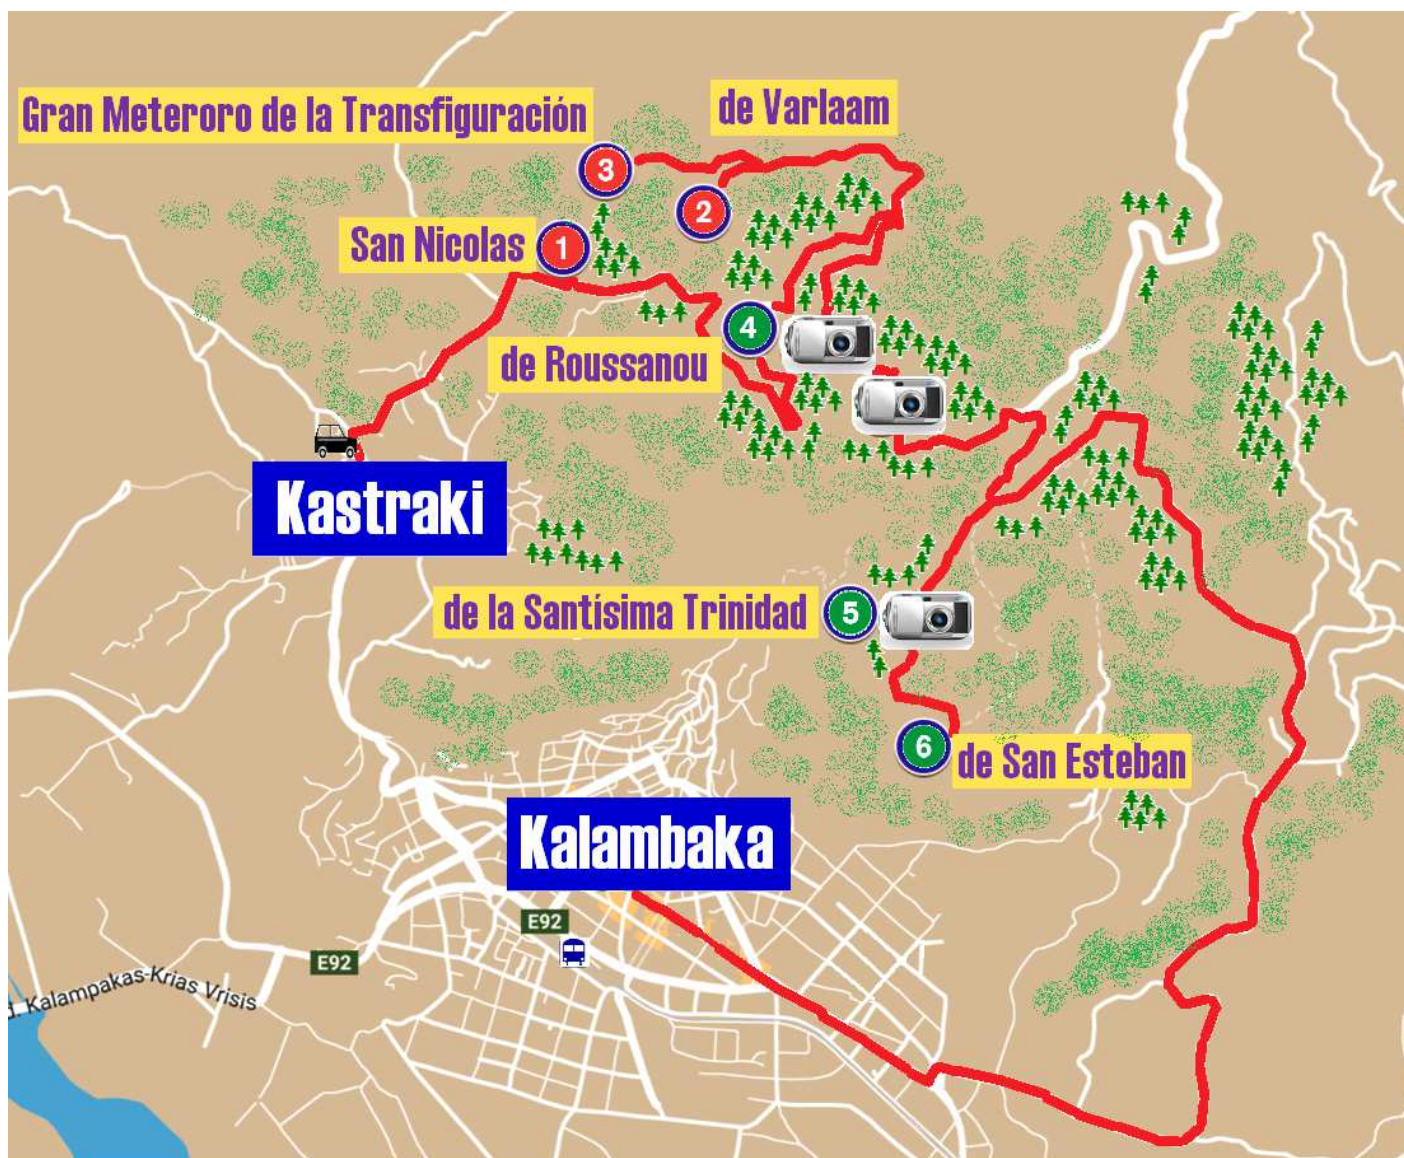 de Varlaam
Gran Meteroro de la Transfiguración
3
2
San Nicolas
1
4
de Roussanou
Kastraki
5
de la Santísima Trinidad
6
de San Esteban
Kalambaka
E92
E92
d. Kalampakas-Krias Vrisis